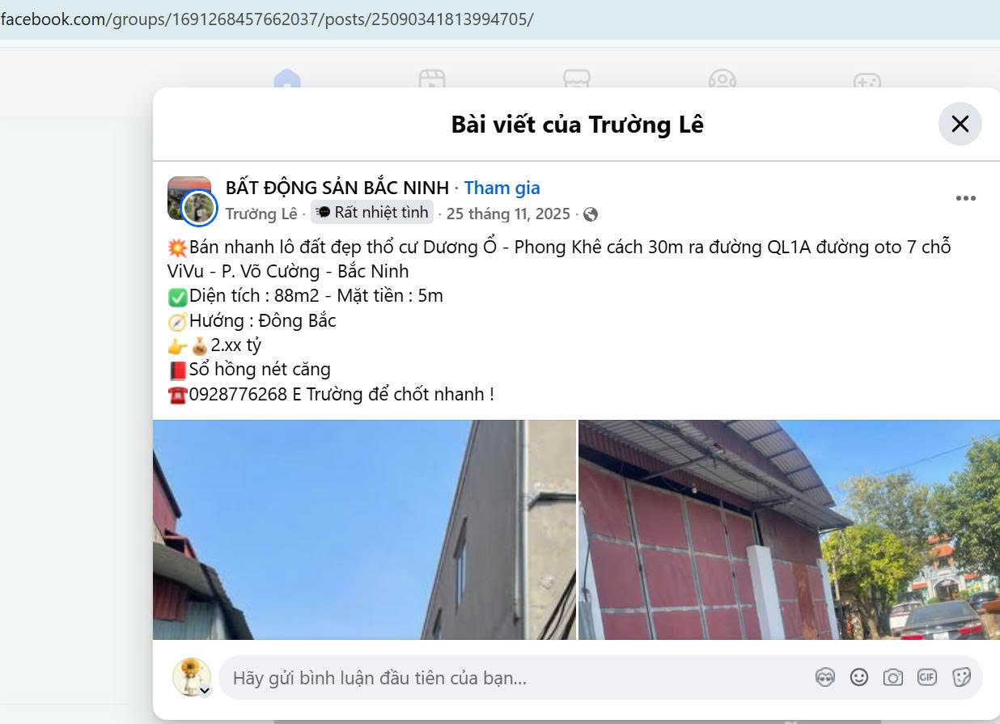 facebook.com/groups/1691268457662037/posts/25090341813994705/
Bài viết của Trường Lê
BẤT ĐỘNG SẢN BẮC NINH · Tham gia
Trường Lê · Rất nhiệt tình · 25 tháng 11, 2025 ·
💥Bán nhanh lô đất đẹp thổ cư Dương Ổ - Phong Khê cách 30m ra đường QL1A đường oto 7 chỗ
ViVu - P. Võ Cường - Bắc Ninh
✅Diện tích : 88m2 - Mặt tiền : 5m
🧭Hướng : Đông Bắc
👉💰2.xx tỷ
📕Sổ hồng nét căng
☎️0928776268 E Trường để chốt nhanh !
Hãy gửi bình luận đầu tiên của bạn...
GIF